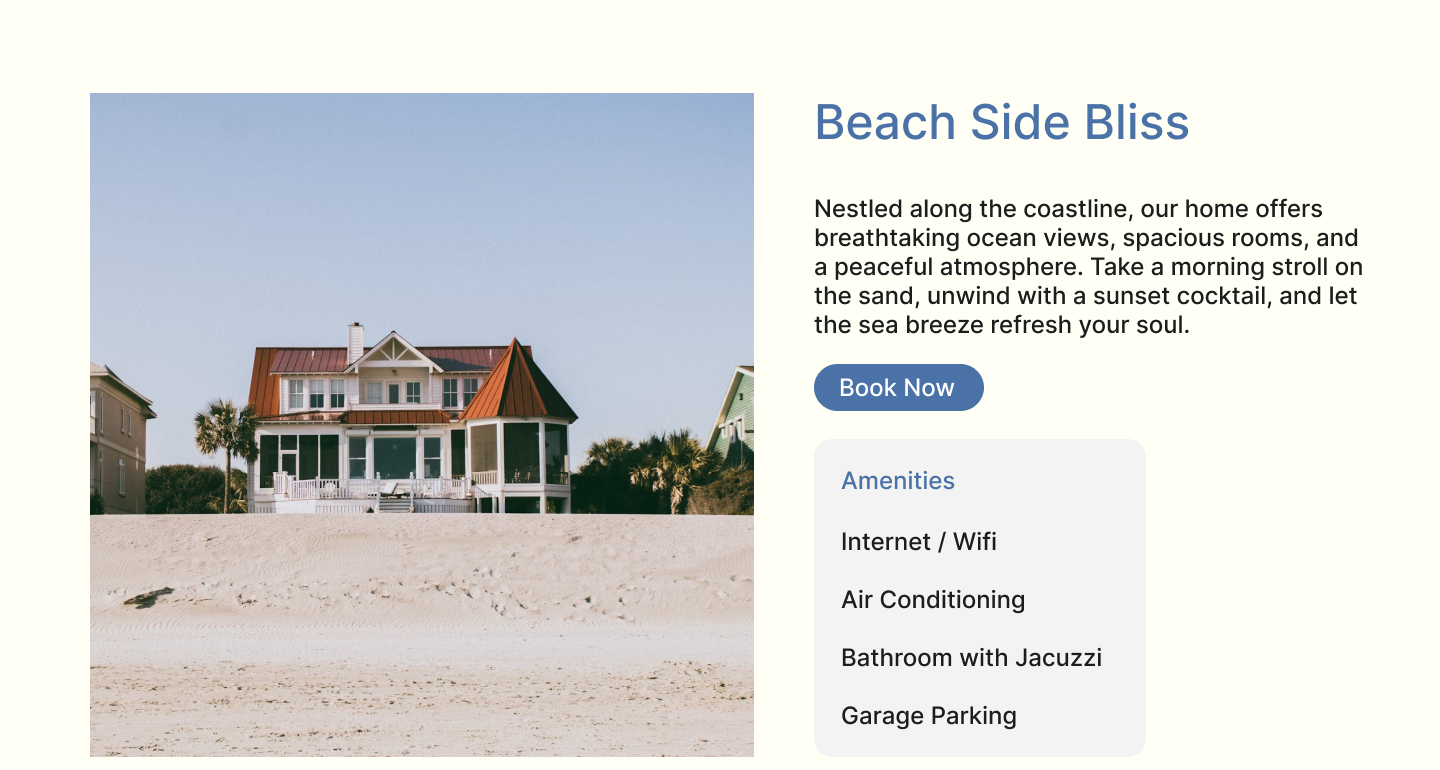 Beach Side Bliss
Nestled along the coastline, our home offers
breathtaking ocean views, spacious rooms, and
a peaceful atmosphere. Take a morning stroll on
the sand, unwind with a sunset cocktail, and let
the sea breeze refresh your soul.
Book Now
Amenities
Internet / Wifi
Air Conditioning
Bathroom with Jacuzzi
Garage Parking